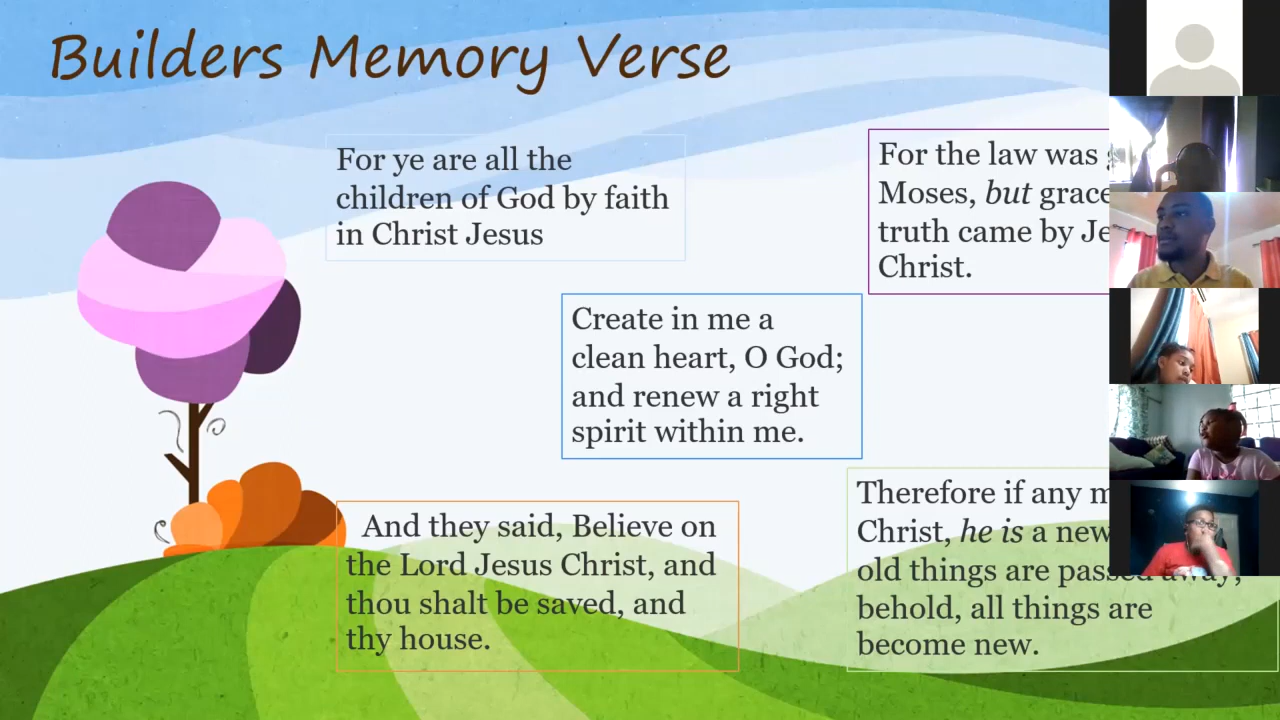 Builders Memory Verse
For ye are all the
children of God by faith
in Christ Jesus
For the law was
Moses, but grace
truth came by
Christ.
Create in me a
clean heart, O God;
and renew a right
spirit within me.
And they said, Believe on
the Lord Jesus Christ, and
thou shalt be saved, and
thy house.
Therefore if any
Christ, he is a new
old things are passed away;
behold, all things are
become new.